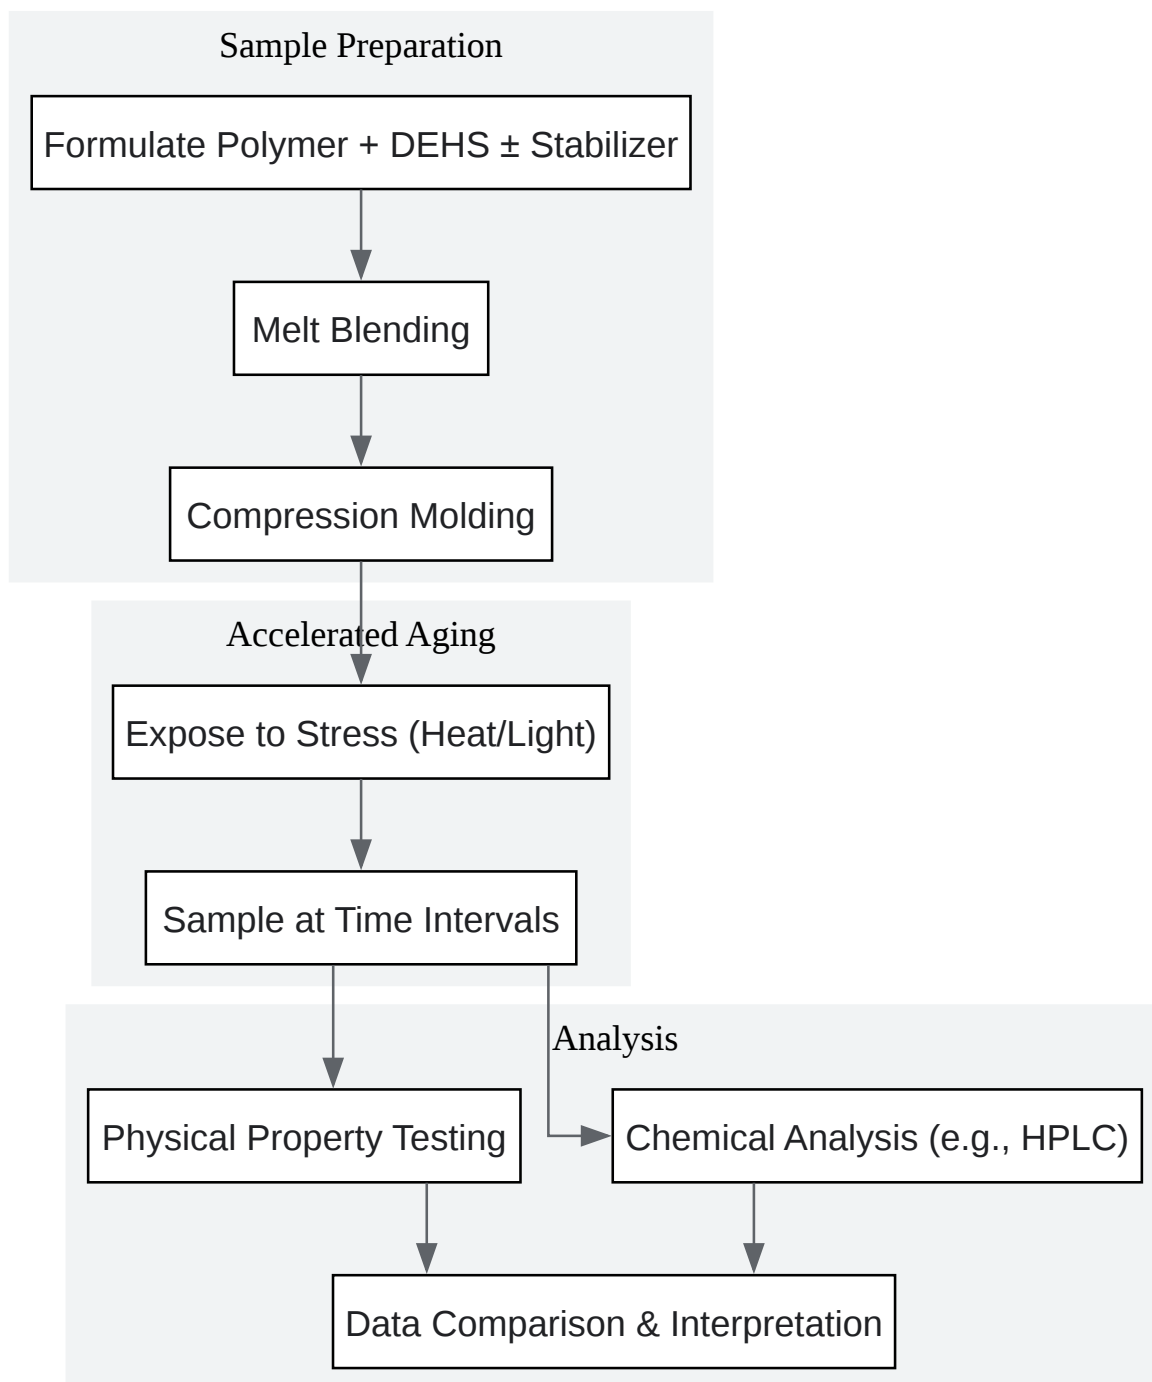 Sample Preparation
Formulate Polymer + DEHS ± Stabilizer
Melt Blending
Compression Molding
Accelerated Aging
Expose to Stress (Heat/Light)
Sample at Time Intervals
Analysis
Physical Property Testing
Chemical Analysis (e.g., HPLC)
Data Comparison & Interpretation